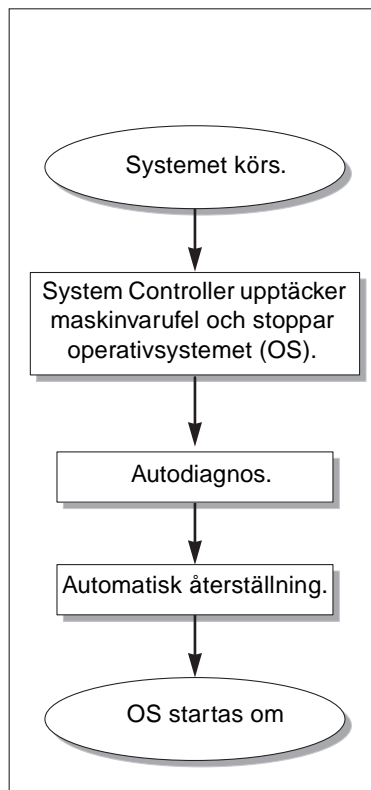 Systemet körs.
System Controller upptäcker
maskinvarufel och stoppar
operativsystemet (OS).
Autodiagnos.
Automatisk återställning.
OS startas om